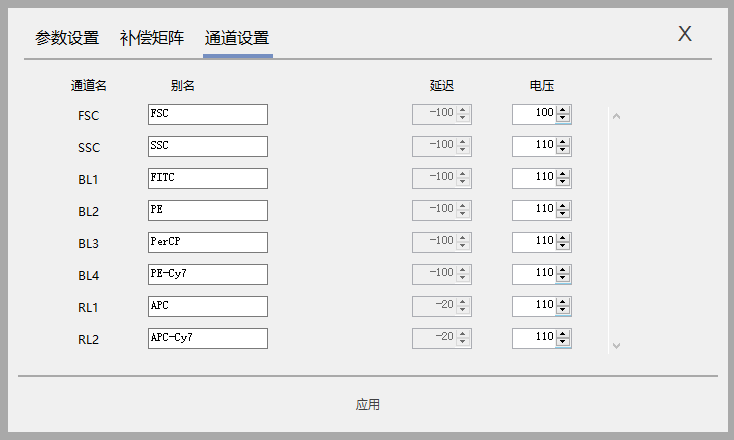 参数设置 补偿矩阵 通道设置 X
通道名 别名 延迟 电压
FSC FSC -100 100
SSC SSC -100 110
BL1 FITC -100 110
BL2 PE -100 110
BL3 PerCP -100 110
BL4 PE-Cy7 -100 110
RL1 APC -20 110
RL2 APC-Cy7 -20 110
应用